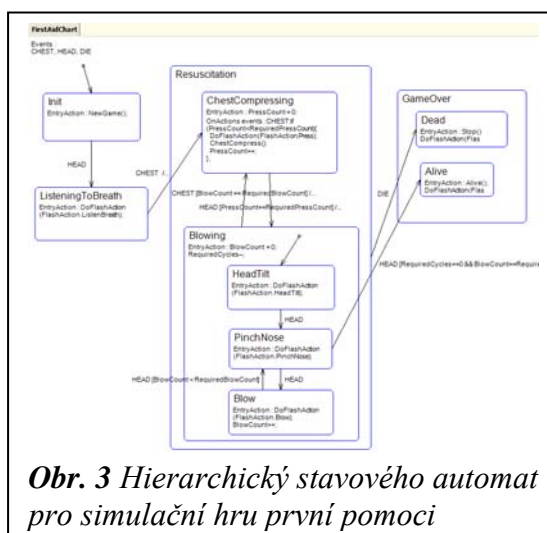 FirstAidChart
Events
CHEST, HEAD, DIE
Init
EntryAction : NewGame();
HEAD
ListeningToBreath
EntryAction : DoFlashAction
(FlashAction.ListenBreath);
CHEST /...
Resuscitation
ChestCompressing
EntryAction : PressCount = 0;
OnActions events : CHEST:if
(PressCount<RequiredPressCount){
DoFlashAction(FlashAction.Press);
ChestCompress();
PressCount++;
};
CHEST [BlowCount == RequiredBlowCount] /...
HEAD [PressCount==RequiredPressCount] /...
Blowing
EntryAction : BlowCount = 0;
RequiredCycles--;
HeadTilt
EntryAction : DoFlashAction
(FlashAction.HeadTilt);
HEAD
PinchNose
EntryAction : DoFlashAction
(FlashAction.PinchNose);
HEAD [BlowCount < RequiredBlowCount]
HEAD
Blow
EntryAction : DoFlashAction
(FlashAction.Blow);
BlowCount++;
GameOver
Dead
EntryAction : Stop()
DoFlashAction(Flas
Alive
EntryAction : Alive();
DoFlashAction(Flas
DIE
HEAD [RequiredCycles==0 && BlowCount==Require
Obr. 3 Hierarchický stavového automat
pro simulační hru první pomoci